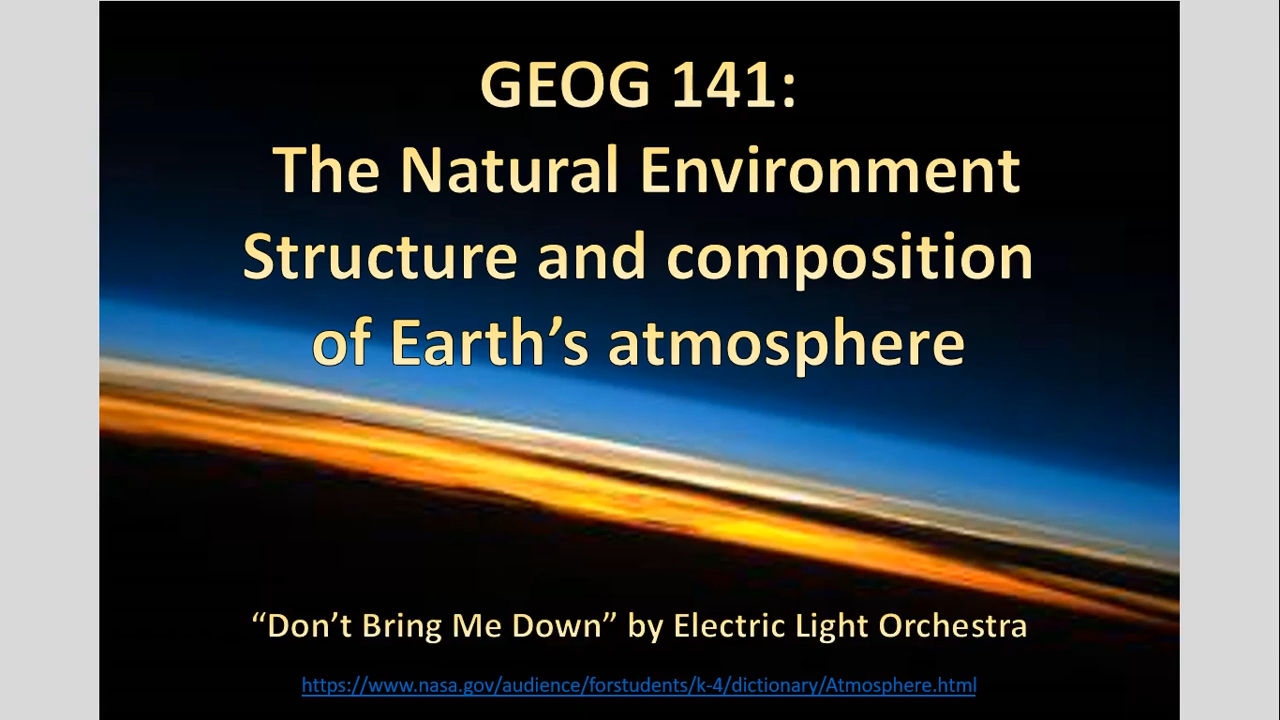 GEOG 141:
The Natural Environment
Structure and composition
of Earth’s atmosphere
“Don’t Bring Me Down” by Electric Light Orchestra
https://www.nasa.gov/audience/forstudents/k-4/dictionary/Atmosphere.html